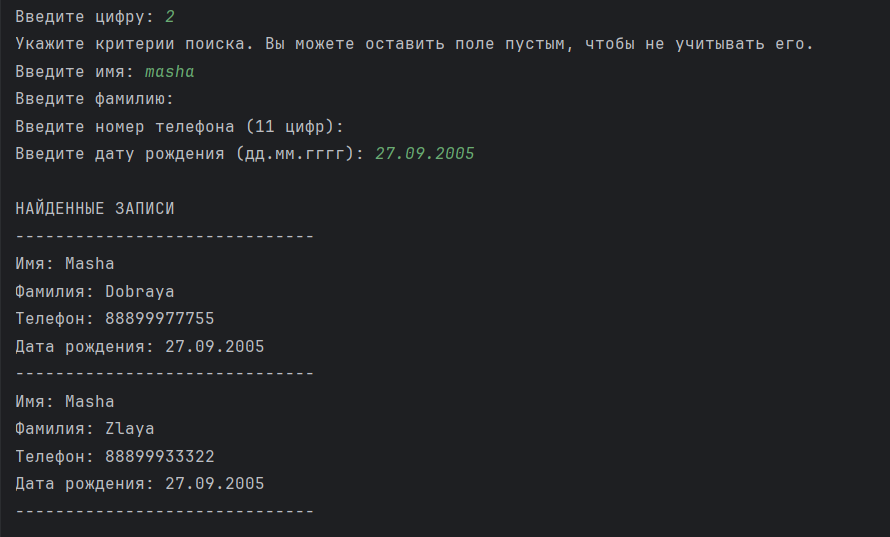 Введите цифру: 2
Укажите критерии поиска. Вы можете оставить поле пустым, чтобы не учитывать его.
Введите имя: masha
Введите фамилию:
Введите номер телефона (11 цифр):
Введите дату рождения (дд.мм.гггг): 27.09.2005
НАЙДЕННЫЕ ЗАПИСИ
------------------------------
Имя: Masha
Фамилия: Dobraya
Телефон: 88899977755
Дата рождения: 27.09.2005
------------------------------
Имя: Masha
Фамилия: Zlaya
Телефон: 88899933322
Дата рождения: 27.09.2005
------------------------------